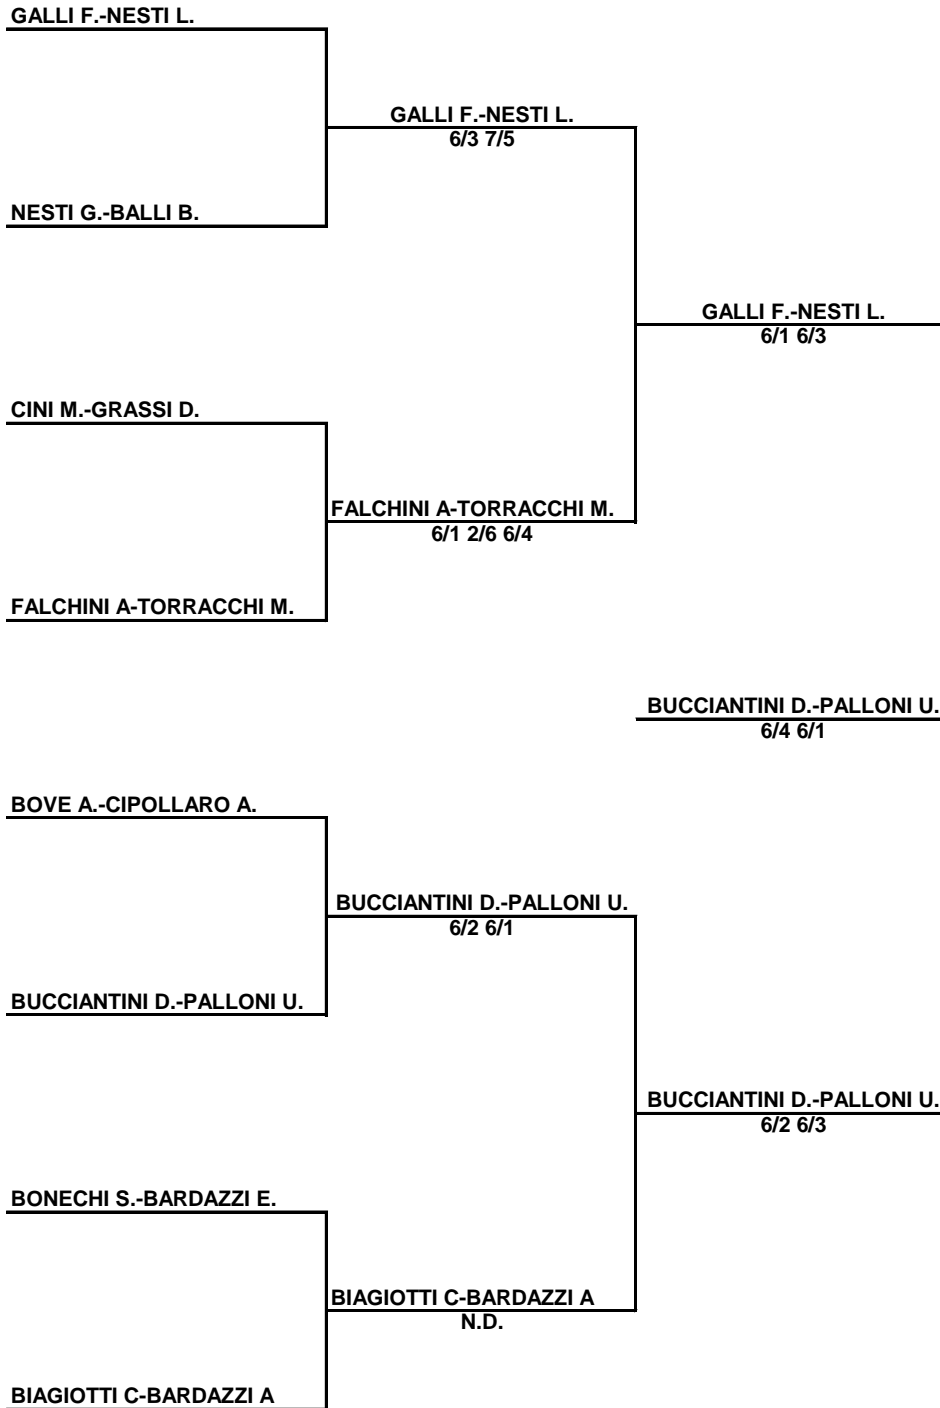 GALLI F.-NESTI L.
GALLI F.-NESTI L.
6/3 7/5
NESTI G.-BALLI B.
GALLI F.-NESTI L.
6/1 6/3
CINI M.-GRASSI D.
FALCHINI A-TORRACCHI M.
6/1 2/6 6/4
FALCHINI A-TORRACCHI M.
BUCCIANTINI D.-PALLONI U.
6/4 6/1
BOVE A.-CIPOLLARO A.
BUCCIANTINI D.-PALLONI U.
6/2 6/1
BUCCIANTINI D.-PALLONI U.
BUCCIANTINI D.-PALLONI U.
6/2 6/3
BONECHI S.-BARDAZZI E.
BIAGIOTTI C-BARDAZZI A
N.D.
BIAGIOTTI C-BARDAZZI A